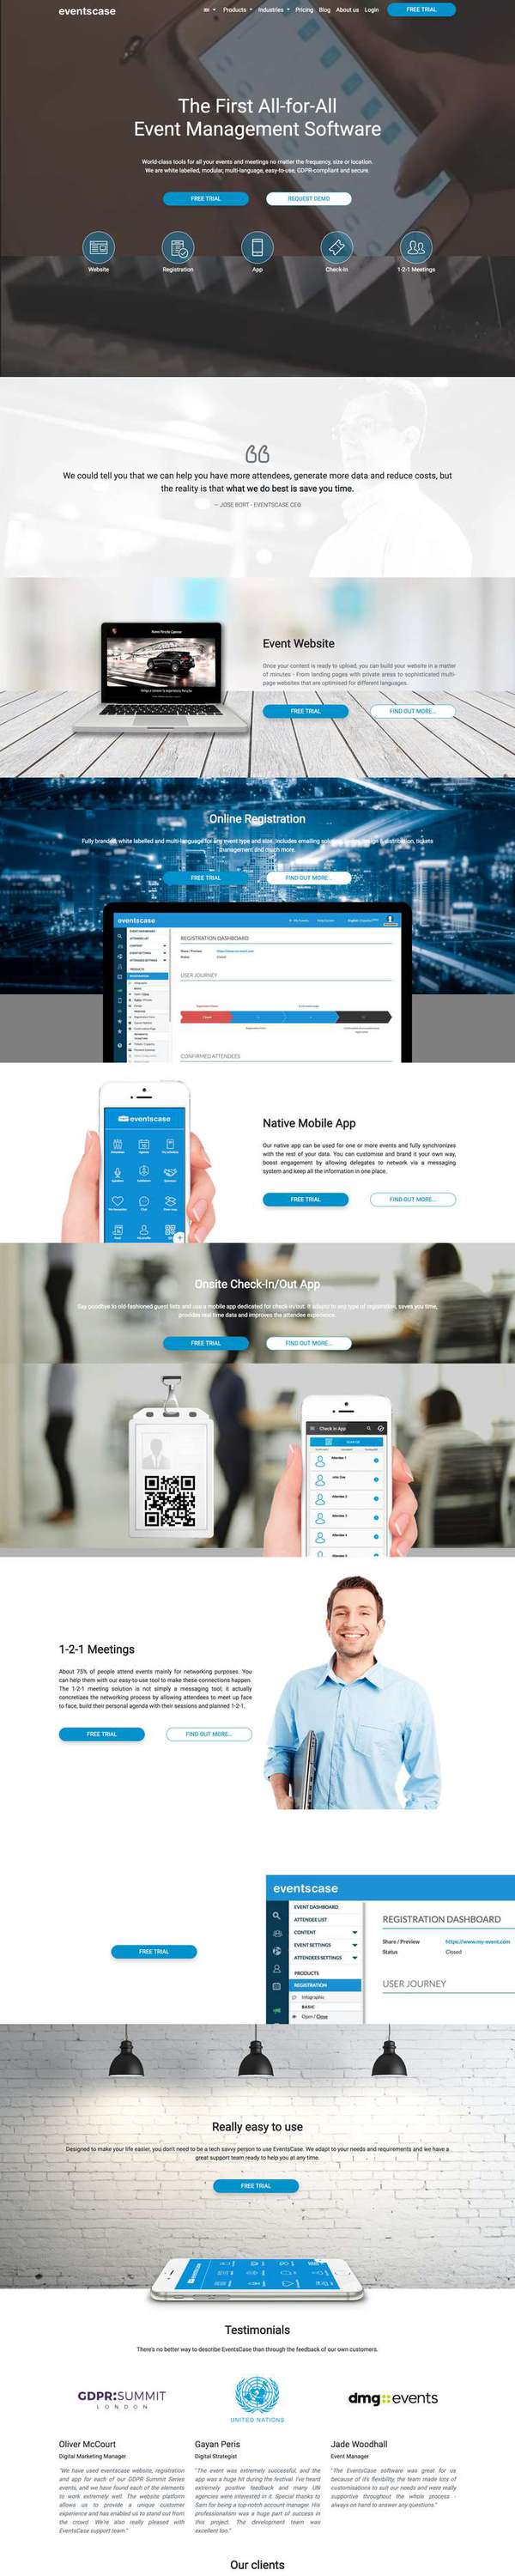 eventscase
Products
Industries
Pricing
Blog
About us
Login
FREE TRIAL
The First All-for-All
Event Management Software
World-class tools for all your events and meetings no matter the frequency, size or location.
We are white labelled, modular, multi-language, easy-to-use, GDPR-compliant and secure.
FREE TRIAL
REQUEST DEMO
Website
Registration
App
Check-In
1-2-1 Meetings
We could tell you that we can help you have more attendees, generate more data and reduce costs, but
the reality is that what we do best is save you time.
— JOSE BORT - EVENTSCASE CEO
Event Website
Once your content is ready to upload, you can build your website in a matter
of minutes - From landing pages with private areas to sophisticated multi-
page websites that are optimised for different languages.
FREE TRIAL
FIND OUT MORE...
Online Registration
Fully branded, white labelled and multi-language for any event type and size. Includes emailing
distribution, tickets
management and much more.
FREE TRIAL
FIND OUT MORE...
eventscase
REGISTRATION DASHBOARD
Share / Preview
Status
Closed
USER JOURNEY
CONFIRMED ATTENDEES
eventscase
Native Mobile App
Our native app can be used for one or more events and fully synchronizes
with the rest of your data. You can customise and brand it your own way,
boost engagement by allowing delegates to network via a messaging
system and keep all the information in one place.
FREE TRIAL
FIND OUT MORE...
Onsite Check-In/Out App
Say goodbye to old-fashioned guest lists and use a mobile app dedicated for check-in/out. It adapts to any type of registration, saves you time,
provides real time data and improves the attendee experience.
FREE TRIAL
FIND OUT MORE...
Check in App
1-2-1 Meetings
About 75% of people attend events mainly for networking purposes. You
can help them with our easy-to-use tool to make these connections happen.
The 1-2-1 meeting solution is not simply a messaging tool; it actually
concretizes the networking process by allowing attendees to meet up face
to face, build their personal agenda with their sessions and planned 1-2-1.
FREE TRIAL
FIND OUT MORE...
eventscase
EVENT DASHBOARD
ATTENDEE LIST
CONTENT
EVENT SETTINGS
ATTENDEES SETTINGS
PRODUCTS
REGISTRATION
Infographic
BASIC
Open / Close
REGISTRATION DASHBOARD
Share / Preview
https://www.my-event.com
Status
Closed
USER JOURNEY
FREE TRIAL
Really easy to use
Designed to make your life easier, you don't need to be a tech savvy person to use EventsCase. We adapt to your needs and requirements and we have a
great support team ready to help you at any time.
FREE TRIAL
Testimonials
There's no better way to describe EventsCase than through the feedback of our own customers.
GDPR:SUMMIT
LONDON
UNITED NATIONS
dmg::events
Oliver McCourt
Digital Marketing Manager
"We have used eventscase website, registration
and app for each of our GDPR Summit Series
events, and we have found each of the elements
to work extremely well. The website platform
allows us to provide a unique customer
experience and has enabled us to stand out from
the crowd. We're also really pleased with
EventsCase support team."
Gayan Peris
Digital Strategist
"The event was extremely successful, and the
app was a huge hit during the festival. I've heard
extremely positive feedback and many UN
agencies were interested in it. Special thanks to
Sam for being a top-notch account manager. His
professionalism was a huge part of success in
this project. The development team was
excellent too."
Jade Woodhall
Event Manager
"The EventsCase software was great for us
because of it's flexibility, the team made lots of
customisations to suit our needs and were really
supportive throughout the whole process -
always on hand to answer any questions."
Our clients